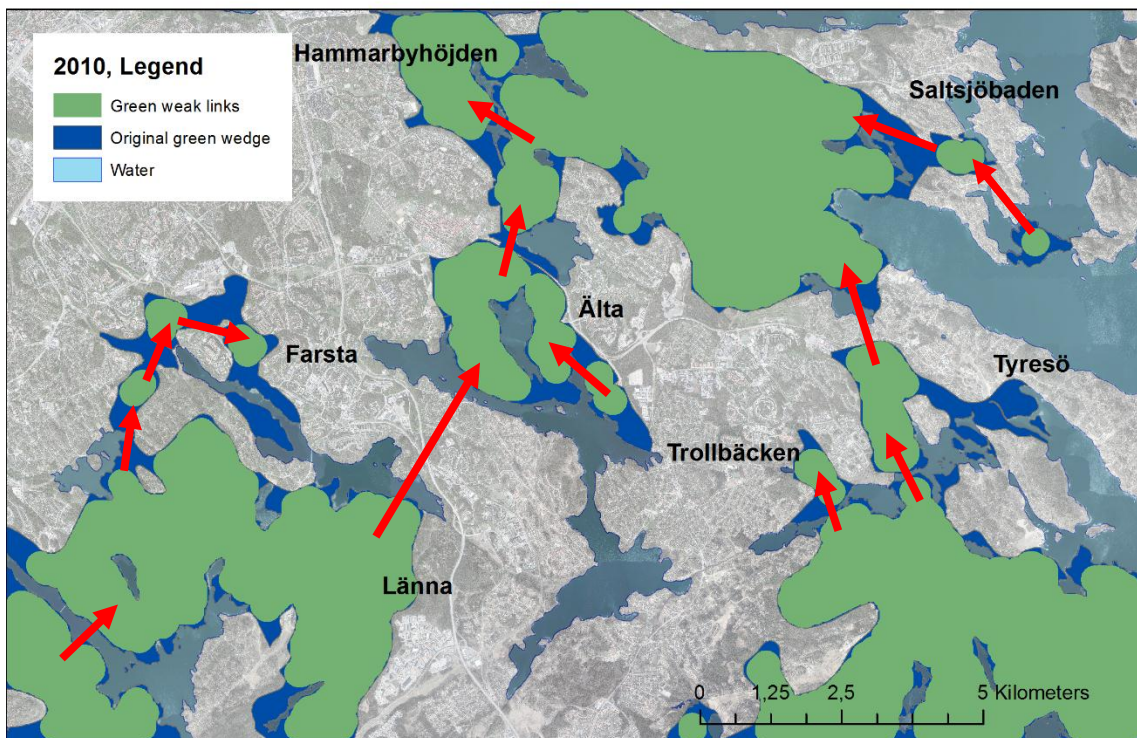 Hammarbyhöjden
2010, Legend
Green weak links
Original green wedge
Water
Saltsjöbaden
Älta
Farsta
Tyresö
Trollbäcken
Länna
0 1,25 2,5 5 Kilometers